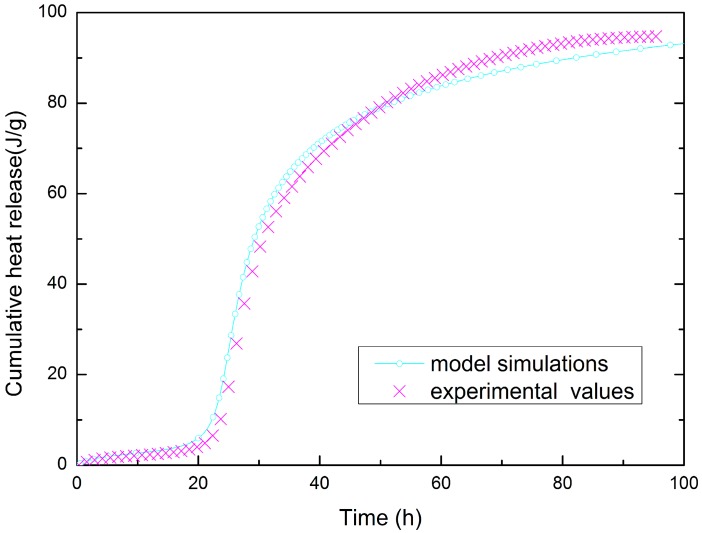 100
80
60
40
20
0
Cumulative heat release(J/g)
model simulations
experimental values
0 20 40 60 80 100
Time (h)